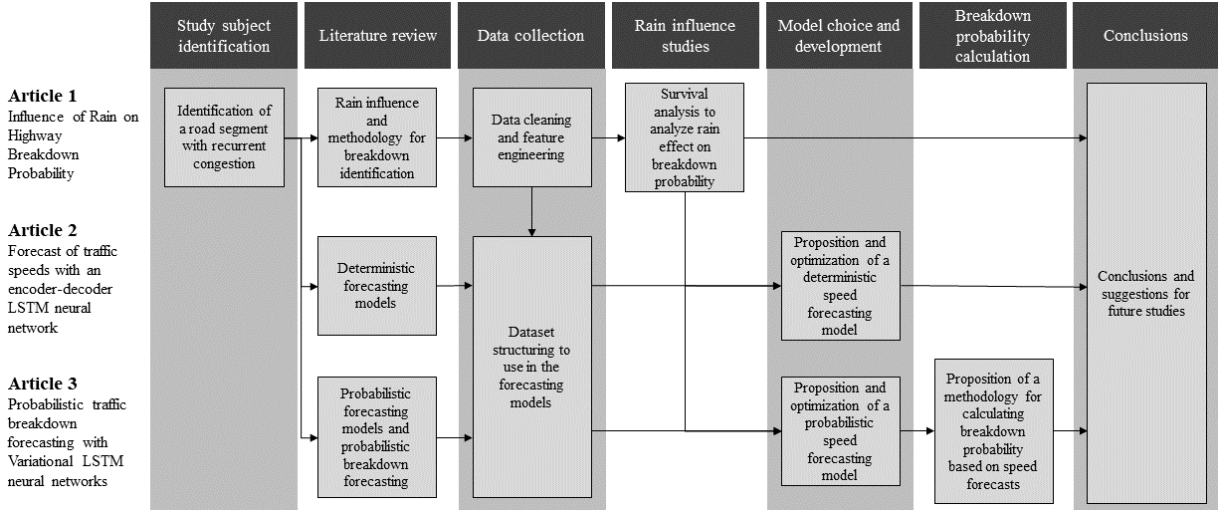 Study subject
identification
Literature review
Data collection
Rain influence
studies
Model choice and
development
Breakdown
probability
calculation
Conclusions
Article 1
Influence of Rain on
Highway
Breakdown
Probability
Identification of
a road segment
with recurrent
congestion
Rain influence
and
methodology for
breakdown
identification
Data cleaning
and feature
engineering
Survival
analysis to
analyze rain
effect on
breakdown
probability
Article 2
Forecast of traffic
speeds with an
encoder-decoder
LSTM neural
network
Deterministic
forecasting
models
Dataset
structuring to
use in the
forecasting
models
Proposition and
optimization of a
deterministic
speed
forecasting
model
Conclusions and
suggestions for
future studies
Article 3
Probabilistic traffic
breakdown
forecasting with
Variational LSTM
neural networks
Probabilistic
forecasting
models and
probabilistic
breakdown
forecasting
Proposition and
optimization of a
probabilistic
speed
forecasting
model
Proposition of a
methodology for
calculating
breakdown
probability
based on speed
forecasts